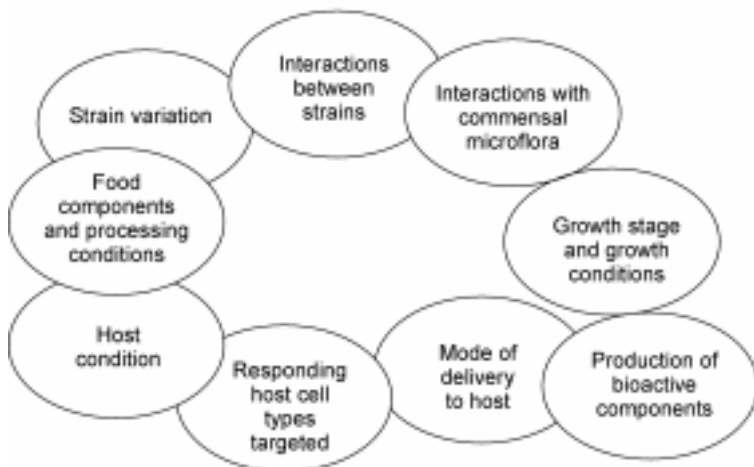 Strain variation
Interactions
between
strains
Interactions with
commensal
microflora
Growth stage
and growth
conditions
Production of
bioactive
components
Mode of
delivery
to host
Responding
host cell
types
targeted
Host
condition
Food
components
and processing
conditions